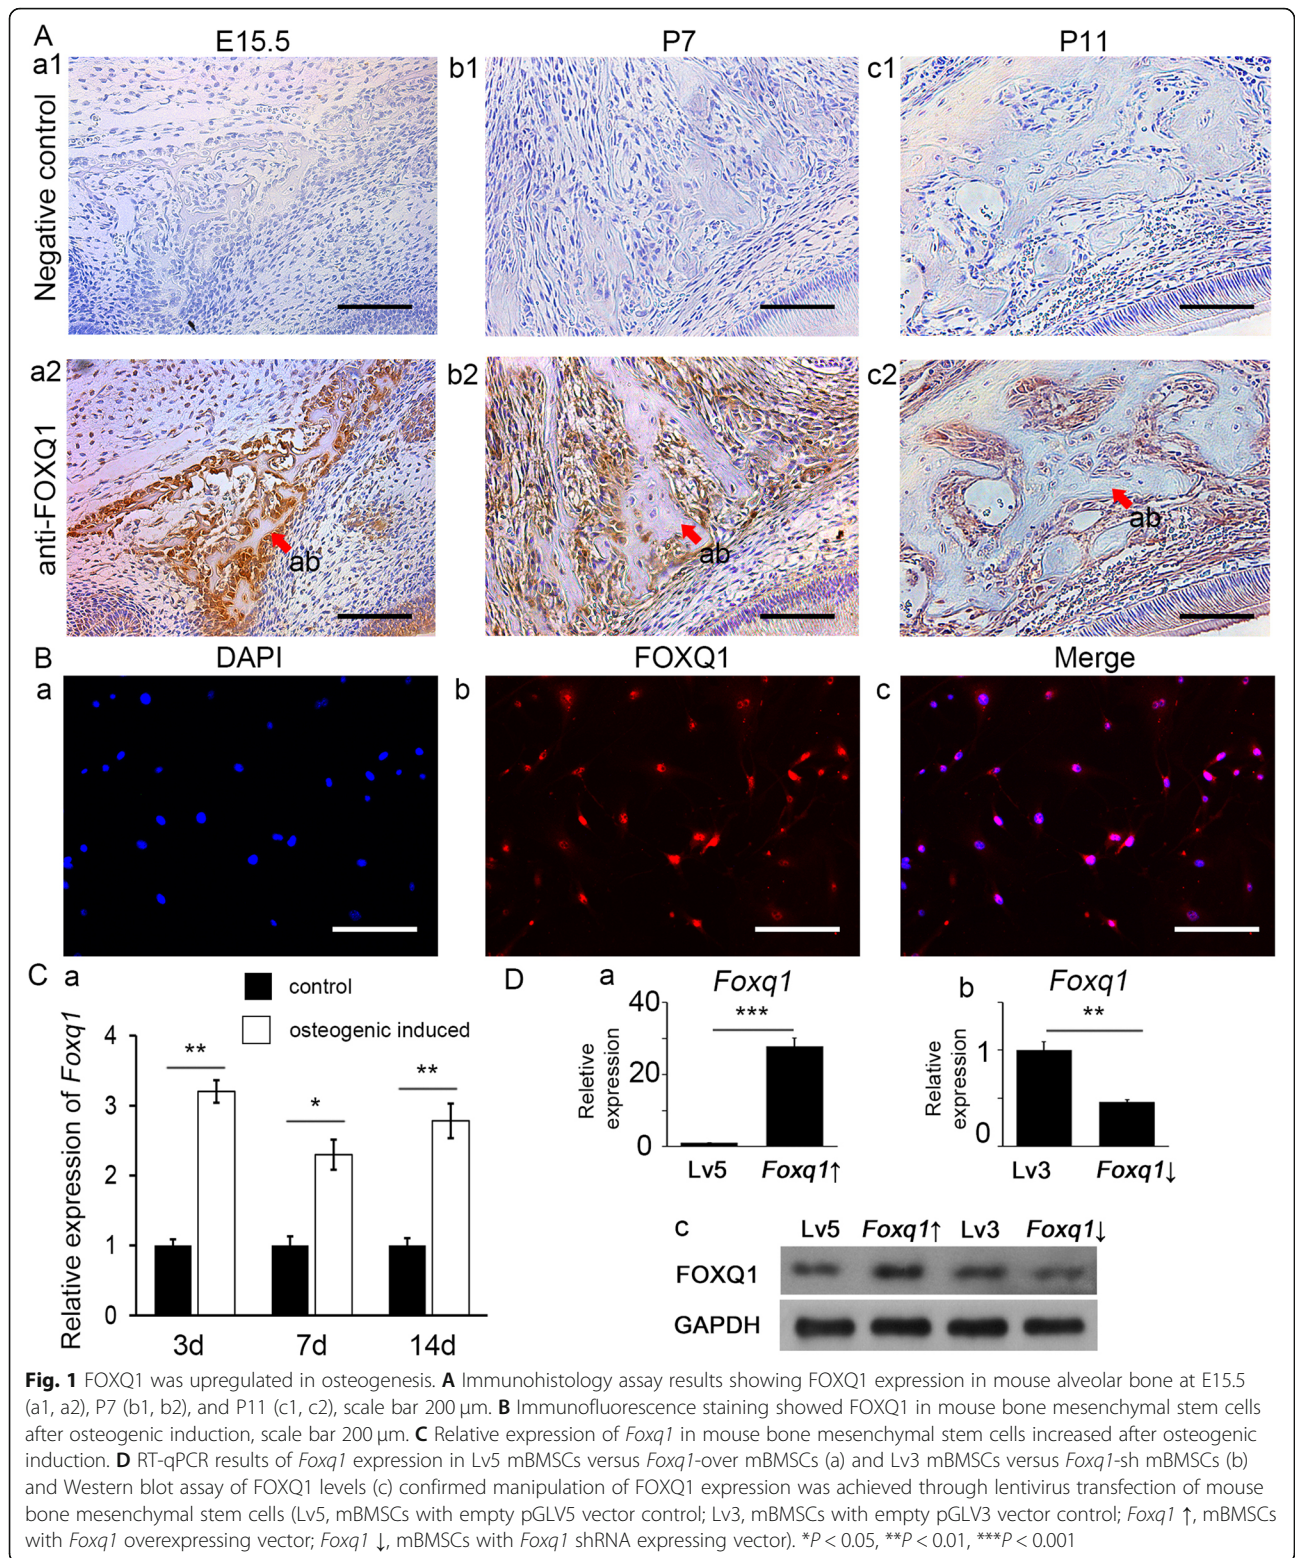 A
E15.5
P7
P11
a1
b1
c1
Negative control
a2
b2
c2
anti-FOXQ1
ab
ab
ab
B
DAPI
FOXQ1
Merge
a
b
c
C
a
control
osteogenic induced
Relative expression of Foxq1
4
3
2
1
0
**
*
**
3d
7d
14d
D
a
Foxq1
Reletive
expression
40
20
0
***
Lv5
Foxq1↑
b
Foxq1
Relative
expression
1
0
**
Lv3
Foxq1↓
c
Lv5 Foxq1↑ Lv3 Foxq1↓
FOXQ1
GAPDH
Fig. 1 FOXQ1 was upregulated in osteogenesis. A Immunohistology assay results showing FOXQ1 expression in mouse alveolar bone at E15.5
(a1, a2), P7 (b1, b2), and P11 (c1, c2), scale bar 200 μm. B Immunofluorescence staining showed FOXQ1 in mouse bone mesenchymal stem cells
after osteogenic induction, scale bar 200 μm. C Relative expression of Foxq1 in mouse bone mesenchymal stem cells increased after osteogenic
induction. D RT-qPCR results of Foxq1 expression in Lv5 mBMSCs versus Foxq1-over mBMSCs (a) and Lv3 mBMSCs versus Foxq1-sh mBMSCs (b)
and Western blot assay of FOXQ1 levels (c) confirmed manipulation of FOXQ1 expression was achieved through lentivirus transfection of mouse
bone mesenchymal stem cells (Lv5, mBMSCs with empty pGLV5 vector control; Lv3, mBMSCs with empty pGLV3 vector control; Foxq1 ↑, mBMSCs
with Foxq1 overexpressing vector; Foxq1 ↓, mBMSCs with Foxq1 shRNA expressing vector). *P < 0.05, **P < 0.01, ***P < 0.001